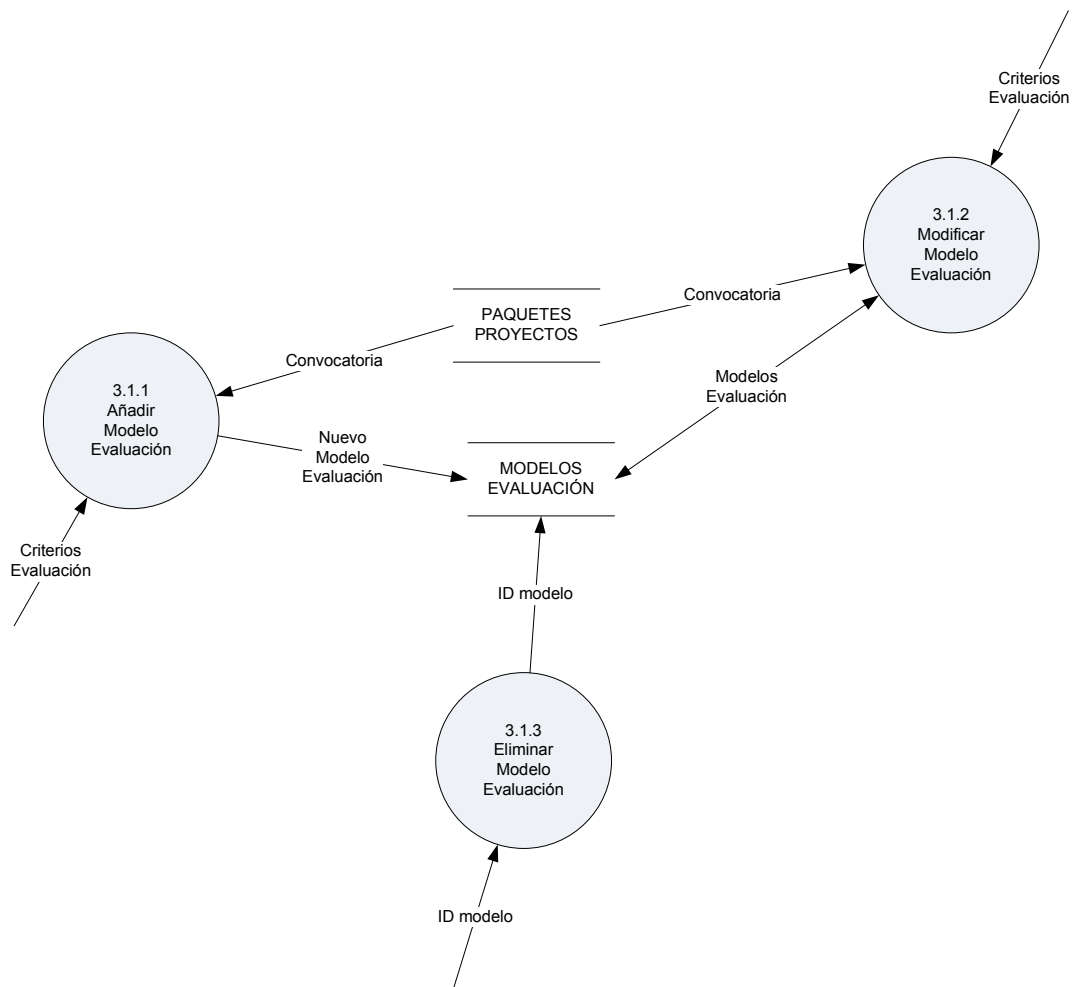 Criterios
Evaluación
3.1.2
Modificar
Modelo
Evaluación
Convocatoria
PAQUETES
PROYECTOS
Convocatoria
Modelos
Evaluación
3.1.1
Añadir
Modelo
Evaluación
Nuevo
Modelo
Evaluación
MODELOS
EVALUACIÓN
Criterios
Evaluación
ID modelo
3.1.3
Eliminar
Modelo
Evaluación
ID modelo